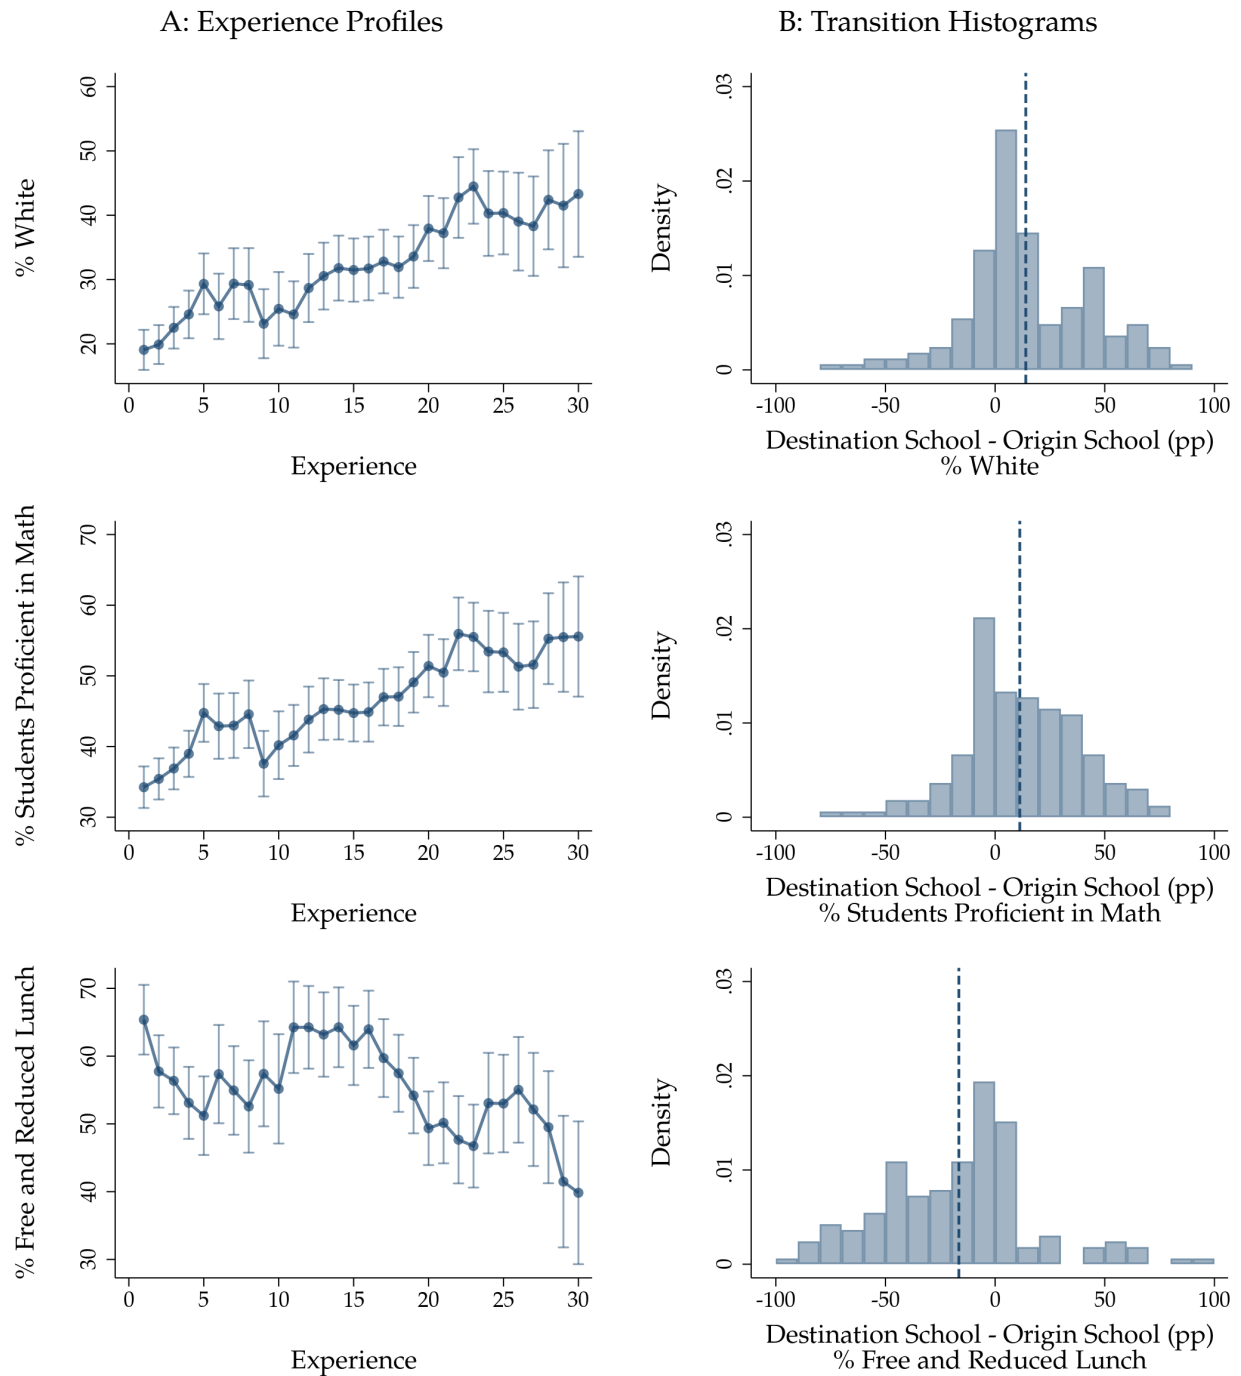 A: Experience Profiles
B: Transition Histograms
% White
60
50
40
30
20
0 5 10 15 20 25 30
Experience
Density
.03
.02
.01
0
-100 -50 0 50 100
Destination School - Origin School (pp)
% White
% Students Proficient in Math
70
60
50
40
30
0 5 10 15 20 25 30
Experience
Density
.03
.02
.01
0
-100 -50 0 50 100
Destination School - Origin School (pp)
% Students Proficient in Math
% Free and Reduced Lunch
70
60
50
40
30
0 5 10 15 20 25 30
Experience
Density
.03
.02
.01
0
-100 -50 0 50 100
Destination School - Origin School (pp)
% Free and Reduced Lunch